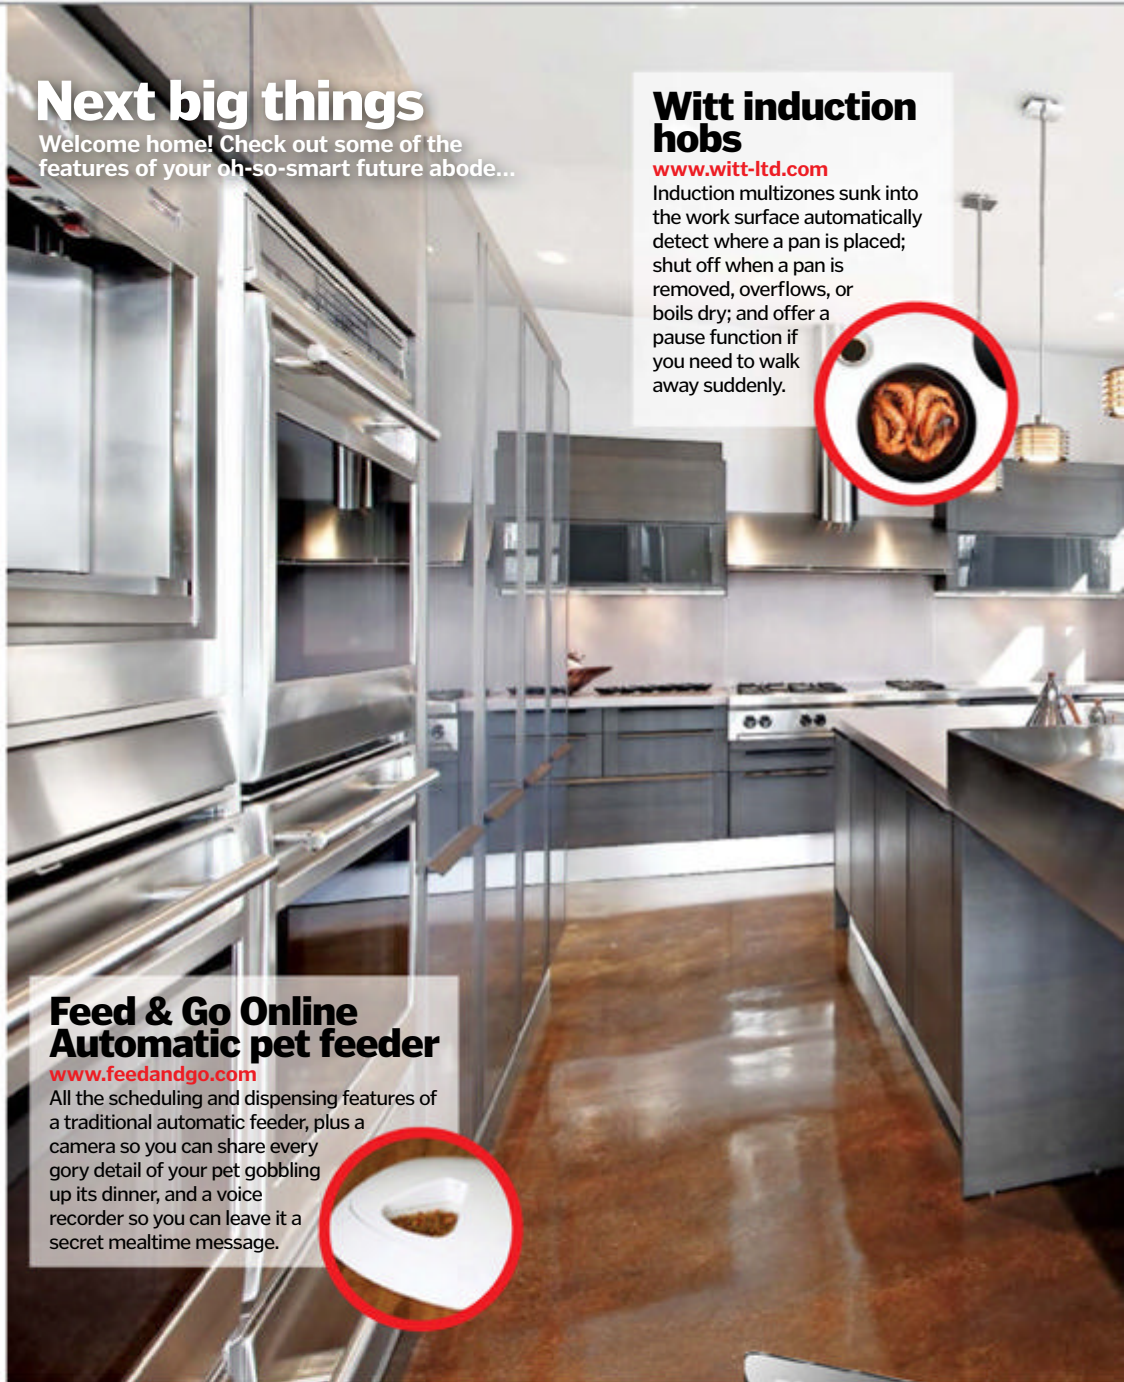 Next big things
Welcome home! Check out some of the
features of your oh-so-smart future abode...
Witt induction
hobs
www.witt-ltd.com
Induction multizones sunk into
the work surface automatically
detect where a pan is placed;
shut off when a pan is
removed, overflows, or
boils dry; and offer a
pause function if
you need to walk
away suddenly.
Feed & Go Online
Automatic pet feeder
www.feedandgo.com
All the scheduling and dispensing features of
a traditional automatic feeder, plus a
camera so you can share every
gory detail of your pet gobbling
up its dinner, and a voice
recorder so you can leave it a
secret mealtime message.